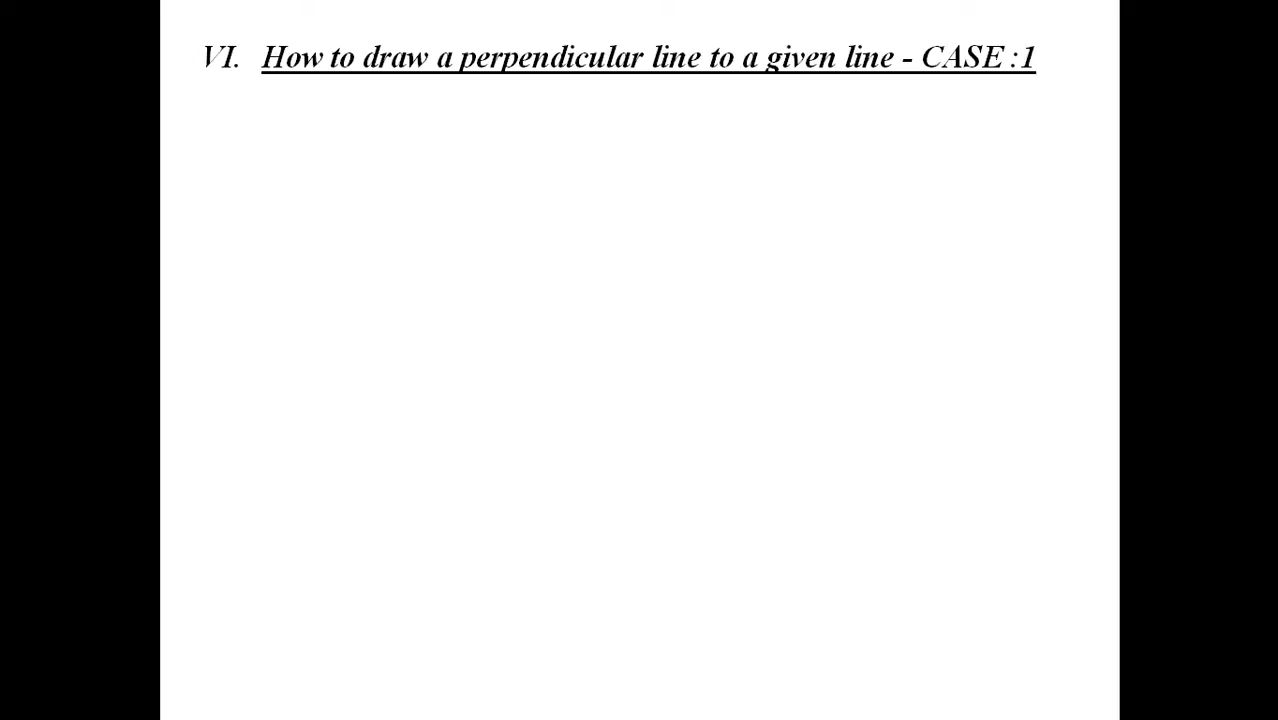 VI. How to draw a perpendicular line to a given line - CASE :1